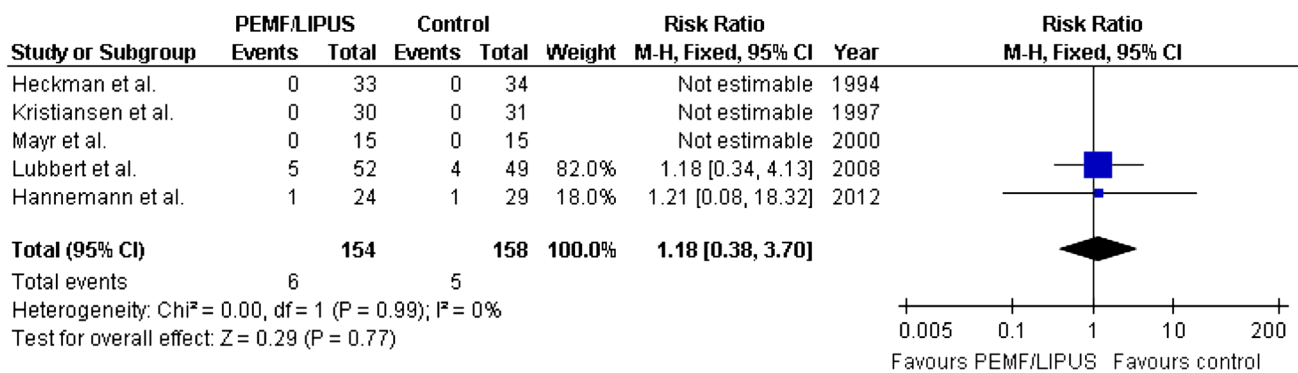 PEMF/LIPUS Control Risk Ratio Risk Ratio
Study or Subgroup Events Total Events Total Weight M-H, Fixed, 95% CI Year M-H, Fixed, 95% CI
Heckman et al. 0 33 0 34 Not estimable 1994
Kristiansen et al. 0 30 0 31 Not estimable 1997
Mayr et al. 0 15 0 15 Not estimable 2000
Lubbert et al. 5 52 4 49 82.0% 1.18 [0.34, 4.13] 2008
Hannemann et al. 1 24 1 29 18.0% 1.21 [0.08, 18.32] 2012
Total (95% CI) 154 158 100.0% 1.18 [0.38, 3.70]
Total events 6 5
Heterogeneity: Chi² = 0.00, df = 1 (P = 0.99); I² = 0%
Test for overall effect: Z = 0.29 (P = 0.77)
0.005 0.1 1 10 200
Favours PEMF/LIPUS Favours control